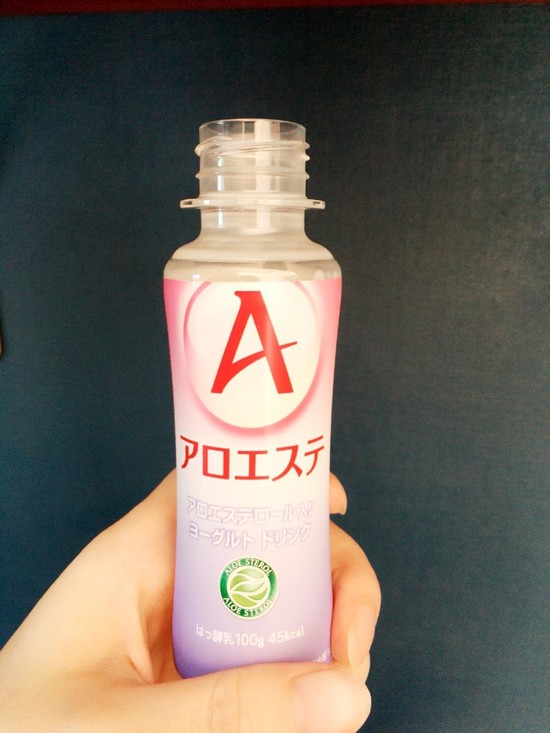 A
アロエステ
アロエステロール入り
ヨーグルト ドリンク
ALOE STEROL
ALOE STEROL
はっ酵乳100g 45kcal